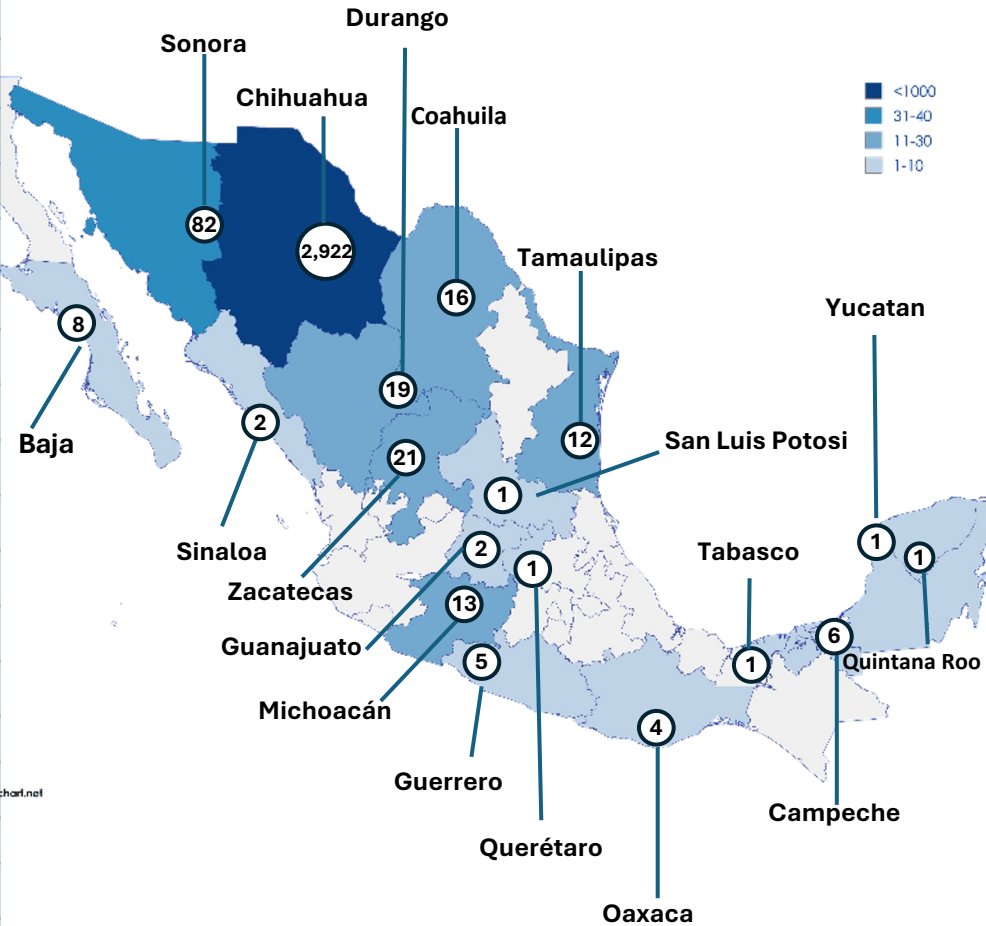 Durango
Sonora
Chihuahua
Coahuila
<1000
31-40
11-30
1-10
82
2,922
Tamaulipas
16
Yucatan
8
19
2
12
Baja
San Luis Potosi
21
1
Sinaloa
2
1
1
1
Tabasco
Zacatecas
13
Guanajuato
6
5
1
Quintana Roo
Michoacán
4
Guerrero
chart.net
Campeche
Querétaro
Oaxaca